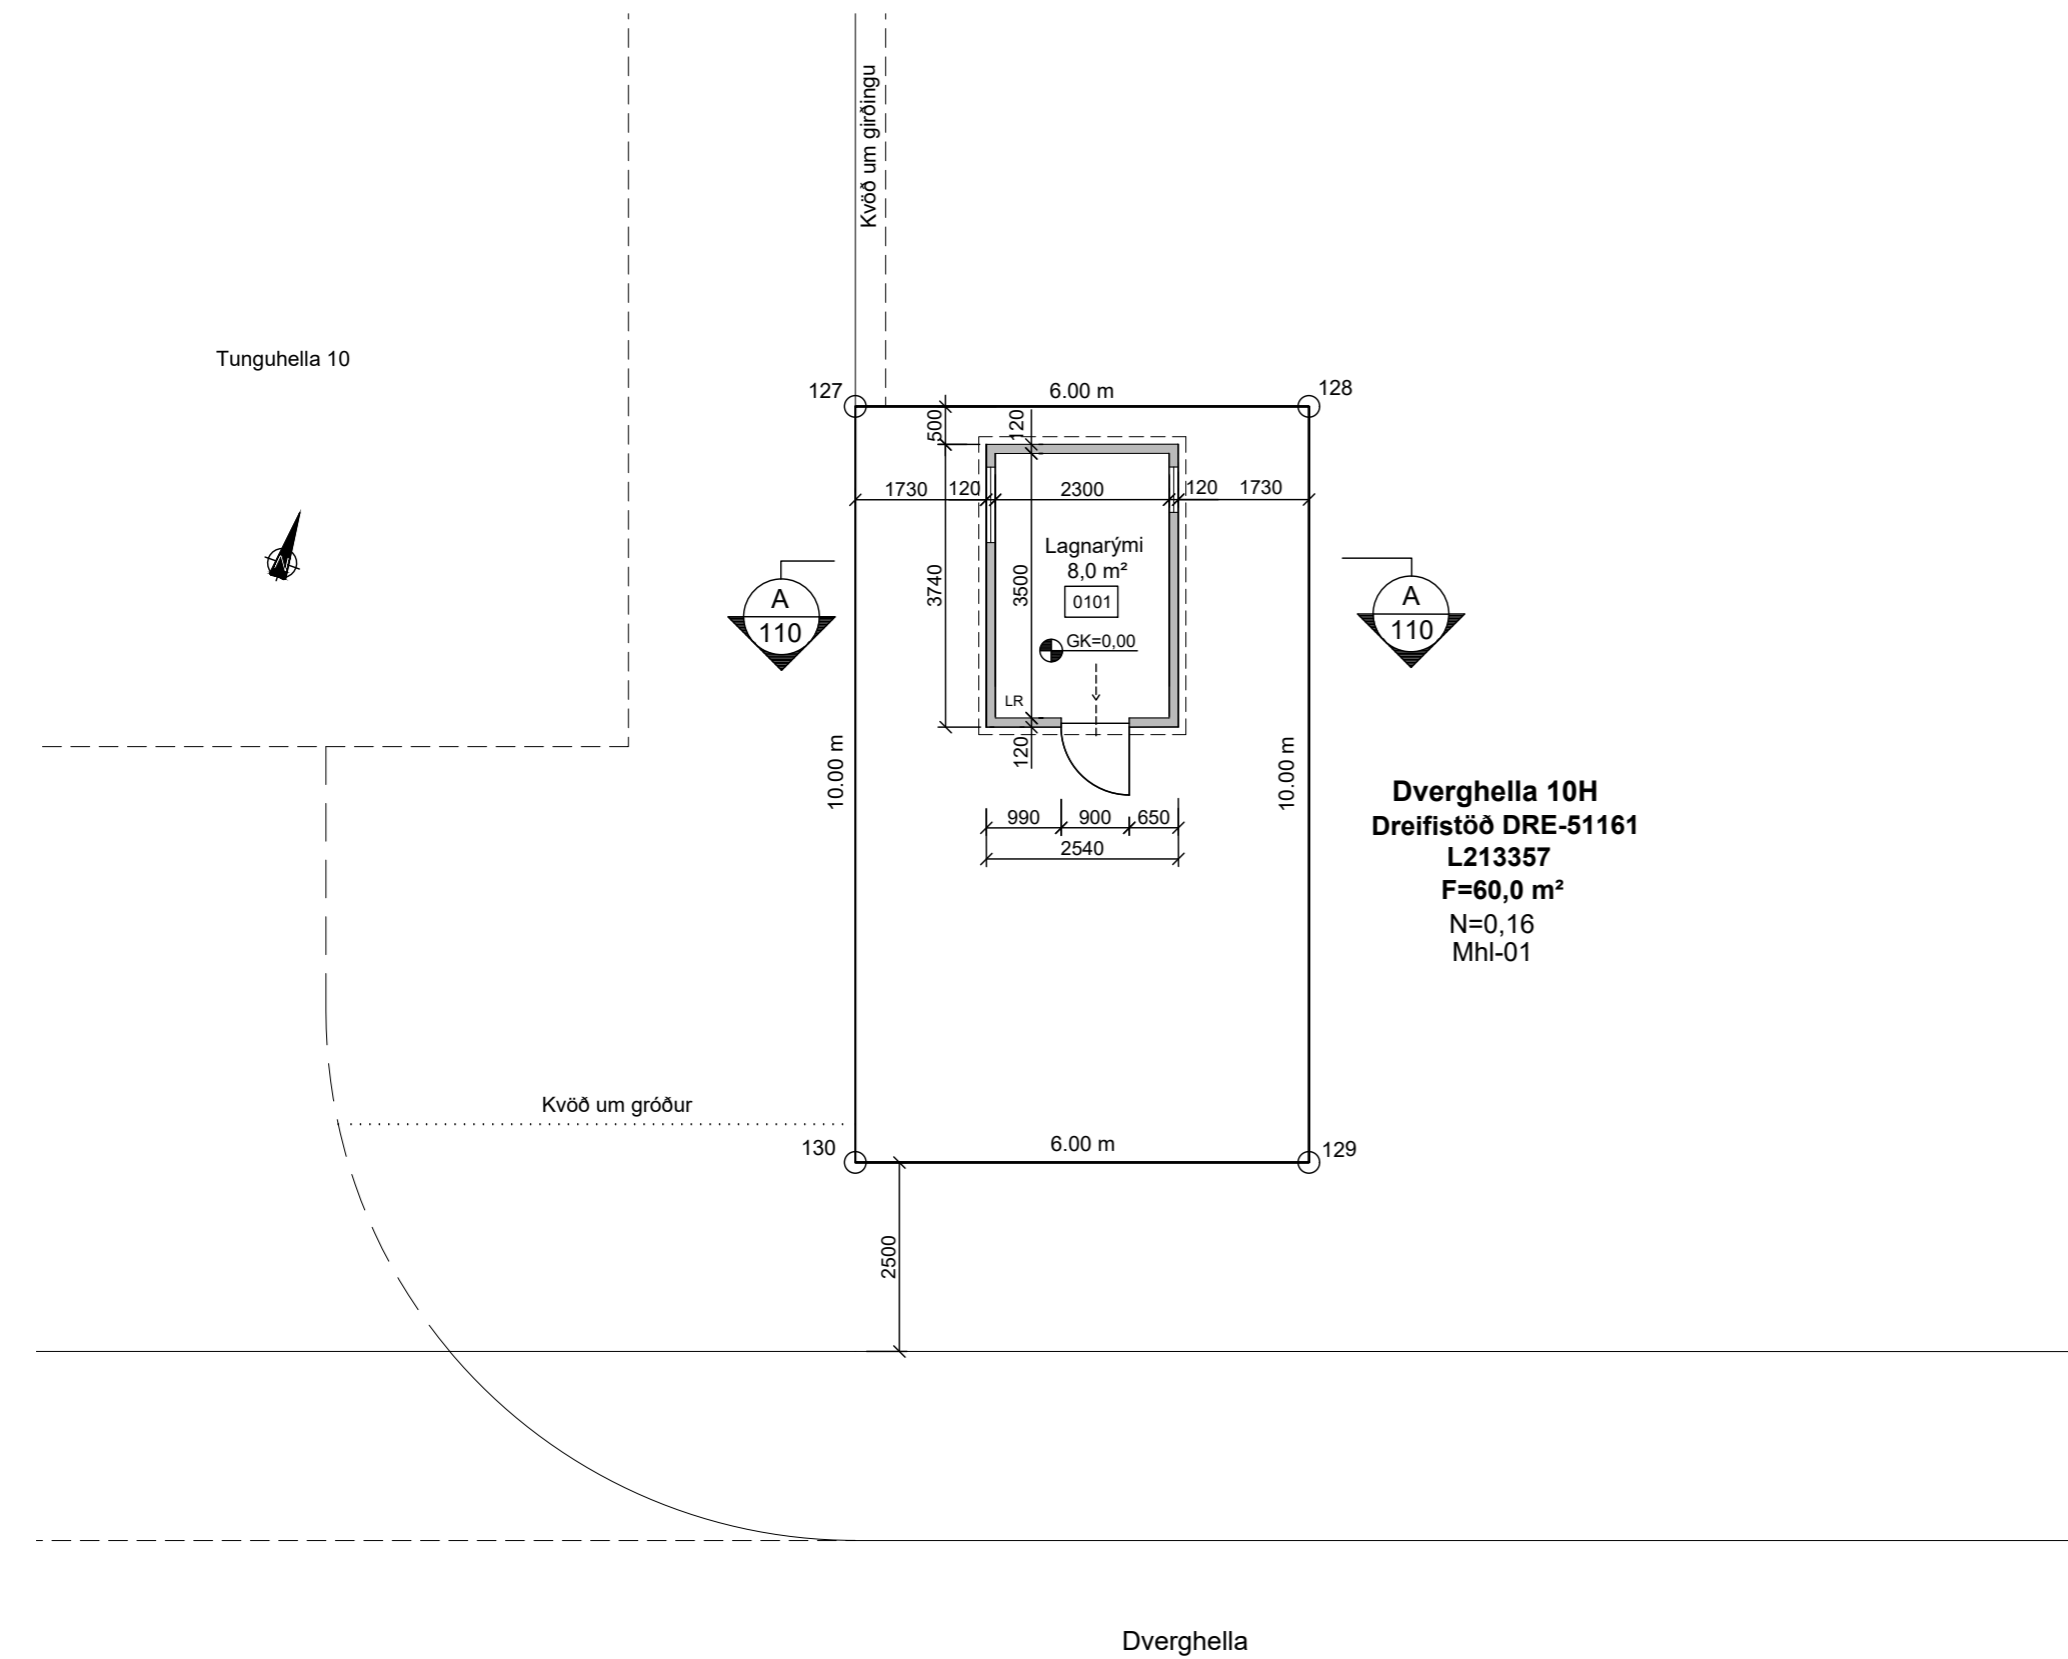 Kvöð um girðingu
Tunguhella 10
127
6.00 m
128
500
120
1730
120
2300
120
1730
Lagnarými
8,0 m²
0101
GK=0,00
3740
3500
A
110
A
110
LR
120
10.00 m
10.00 m
990
900
650
2540
Dverghella 10H
Dreifistöð DRE-51161
L213357
F=60,0 m²
N=0,16
Mhl-01
Kvöð um gróður
130
6.00 m
129
2500
Dverghella